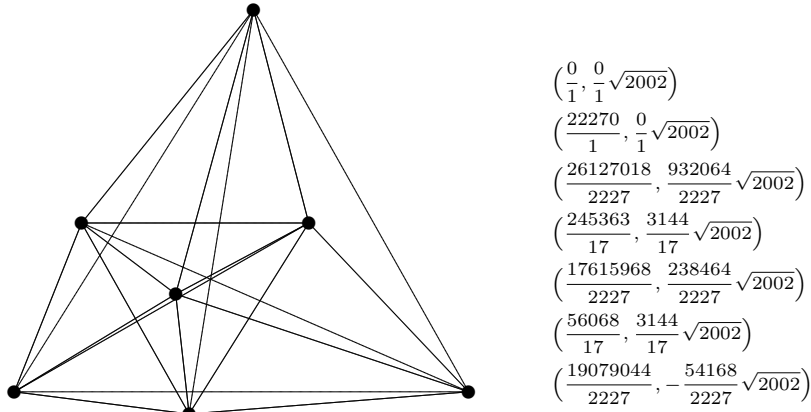 (0/1, 0/1 √2002)
(22270/1, 0/1 √2002)
(26127018/2227, 932064/2227 √2002)
(245363/17, 3144/17 √2002)
(17615968/2227, 238464/2227 √2002)
(56068/17, 3144/17 √2002)
(19079044/2227, -54168/2227 √2002)